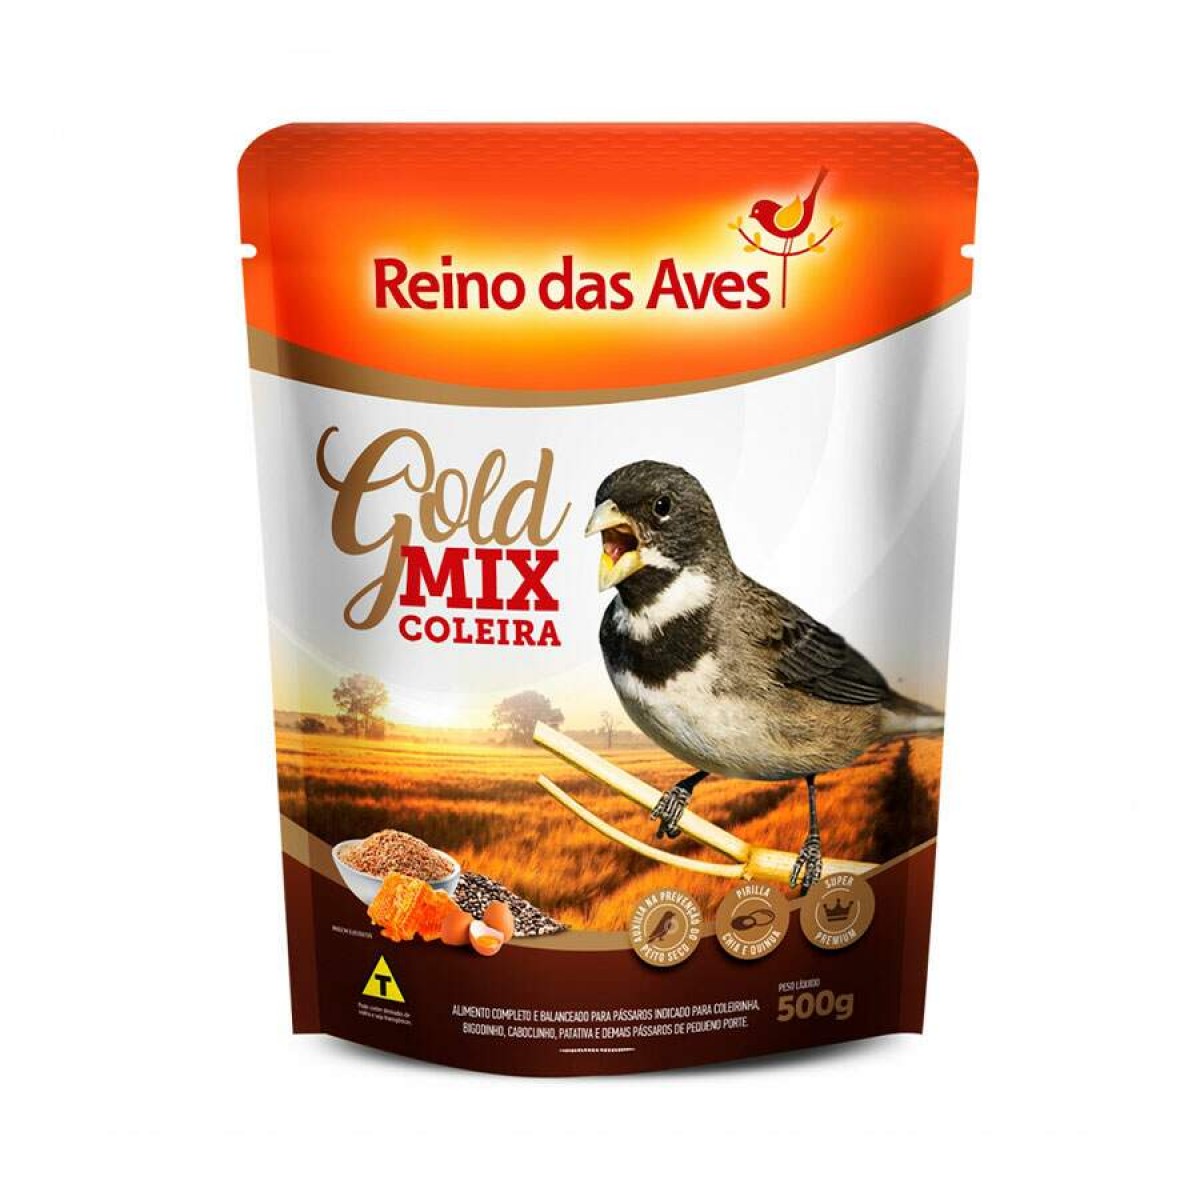 Reino das Aves
Gold
MIX
COLEIRA
AUXILIA NA PREVENÇÃO DO PEITO SECO
PIRILLA
CHIA E QUINOA
SUPER
PREMIUM
T
ALIMENTO COMPLETO E BALANCEADO PARA PÁSSAROS INDICADO PARA COLEIRINHA,
BIGODINHO, CABOCLINHO, PATATIVA E DEMAIS PÁSSAROS DE PEQUENO PORTE.
PESO LÍQUIDO
500g